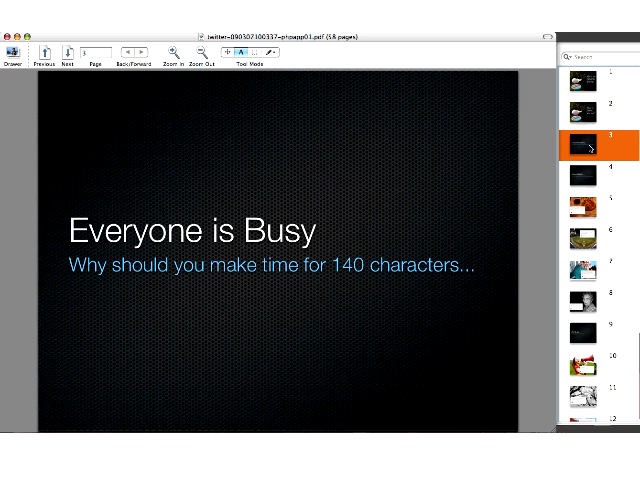 twitter-090307100337-phpapp01.pdf (58 pages)
3
A
Drawer
Previous
Next
Page
Back/Forward
Zoom In
Zoom Out
Tool Mode
Search
Everyone is Busy
Why should you make time for 140 characters...
1
2
3
4
5
6
7
8
9
10
11
12